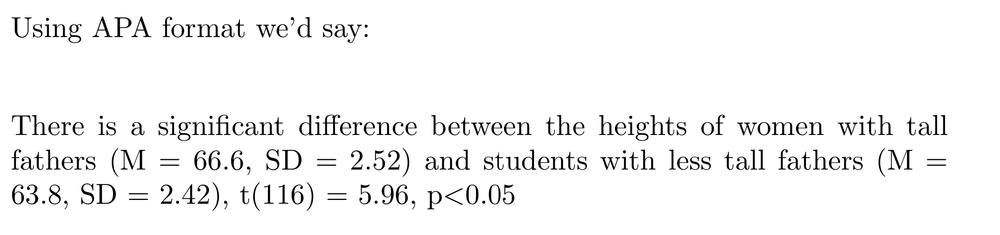 Using APA format we'd say:
There is a significant difference between the heights of women with tall
fathers (M = 66.6, SD = 2.52) and students with less tall fathers (M =
63.8, SD = 2.42), t(116) = 5.96, p<0.05